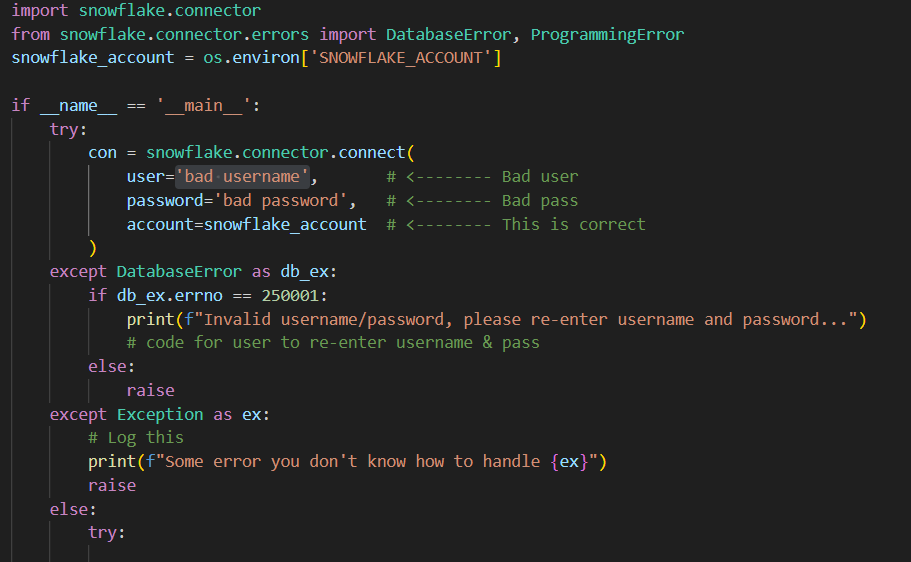 import snowflake.connector
from snowflake.connector.errors import DatabaseError, ProgrammingError
snowflake_account = os.environ['SNOWFLAKE_ACCOUNT']

if __name__ == '__main__':
    try:
        con = snowflake.connector.connect(
            user='bad username',       # <-------- Bad user
            password='bad password',   # <-------- Bad pass
            account=snowflake_account  # <-------- This is correct
        )
    except DatabaseError as db_ex:
        if db_ex.errno == 250001:
            print(f"Invalid username/password, please re-enter username and password...")
            # code for user to re-enter username & pass
        else:
            raise
    except Exception as ex:
        # Log this
        print(f"Some error you don't know how to handle {ex}")
        raise
    else:
        try: